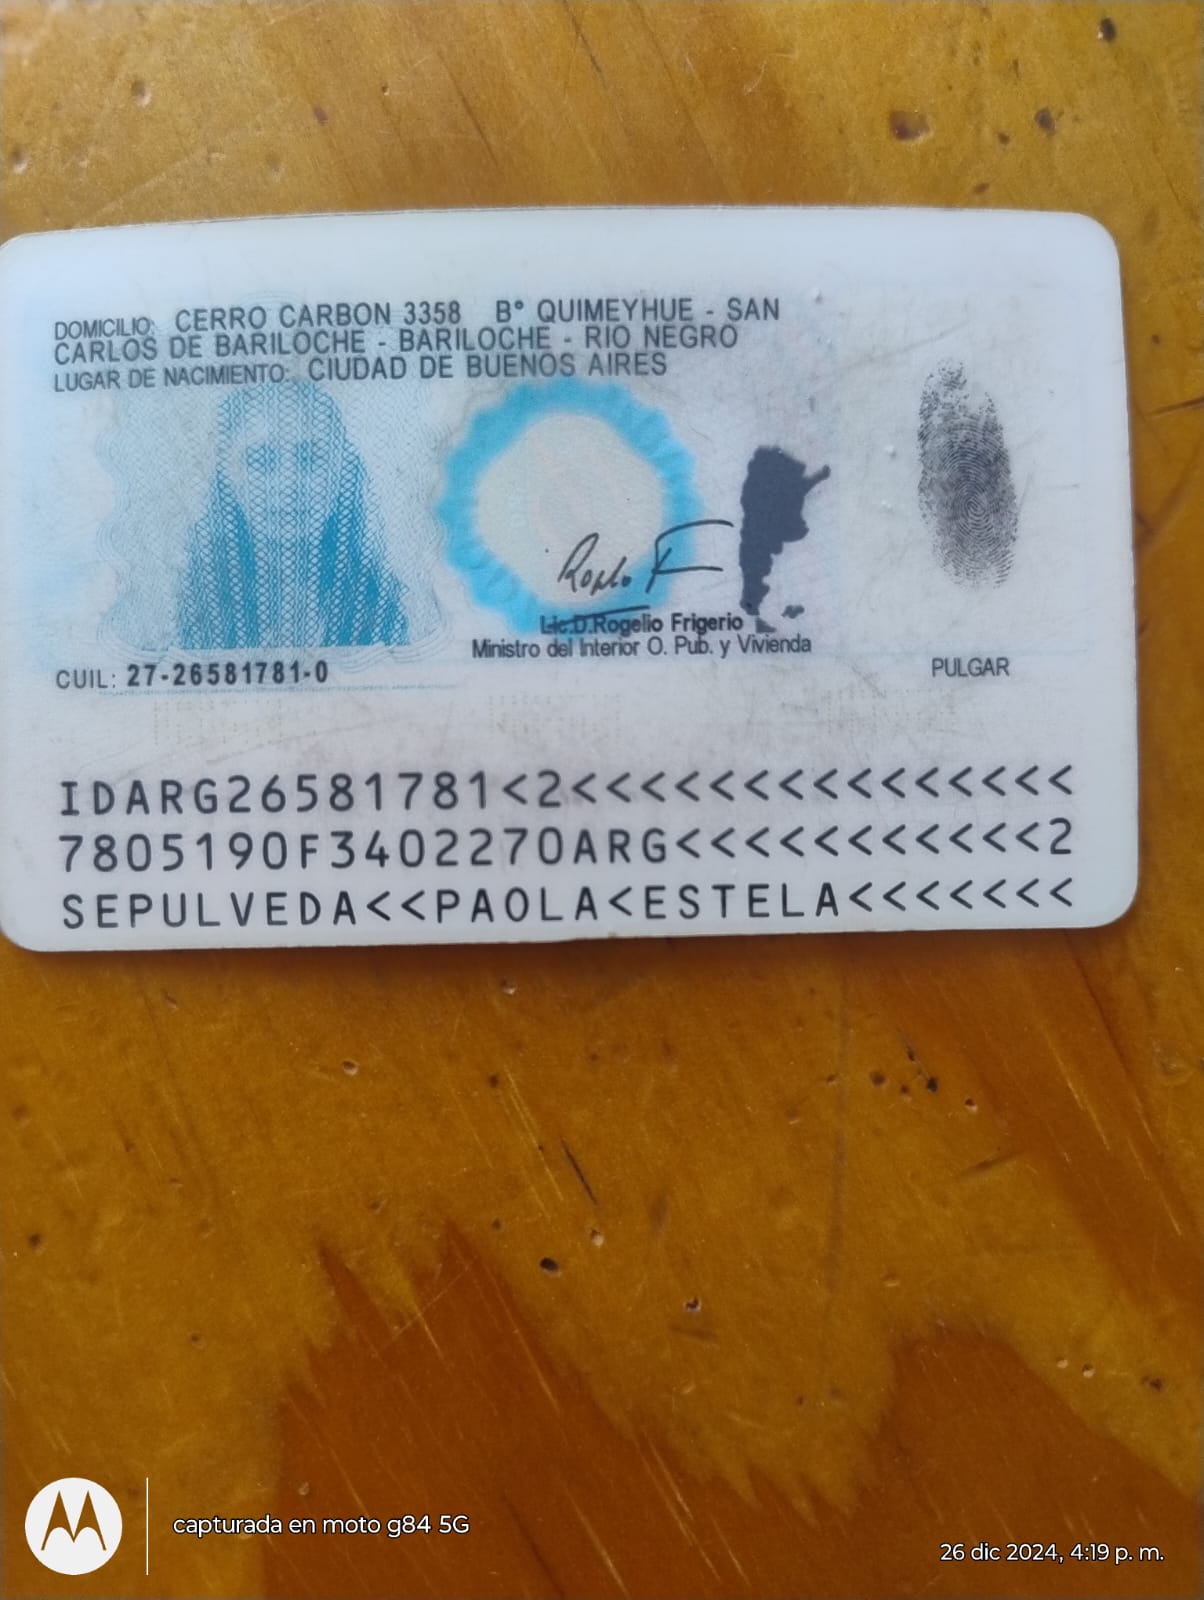 DOMICILIO: CERRO CARBON 3358 Bº QUIMEYHUE - SAN
CARLOS DE BARILOCHE - BARILOCHE - RIO NEGRO
LUGAR DE NACIMIENTO: CIUDAD DE BUENOS AIRES
Lic.D.Rogelio Frigerio
Ministro del Interior O. Pub. y Vivienda
CUIL: 27-26581781-0
PULGAR
IDARG26581781<2<<<<<<<<<<<<<<<
7805190F3402270ARG<<<<<<<<<<<2
SEPULVEDA<<PAOLA<ESTELA<<<<<<<
capturada en moto g84 5G
26 dic 2024, 4:19 p. m.